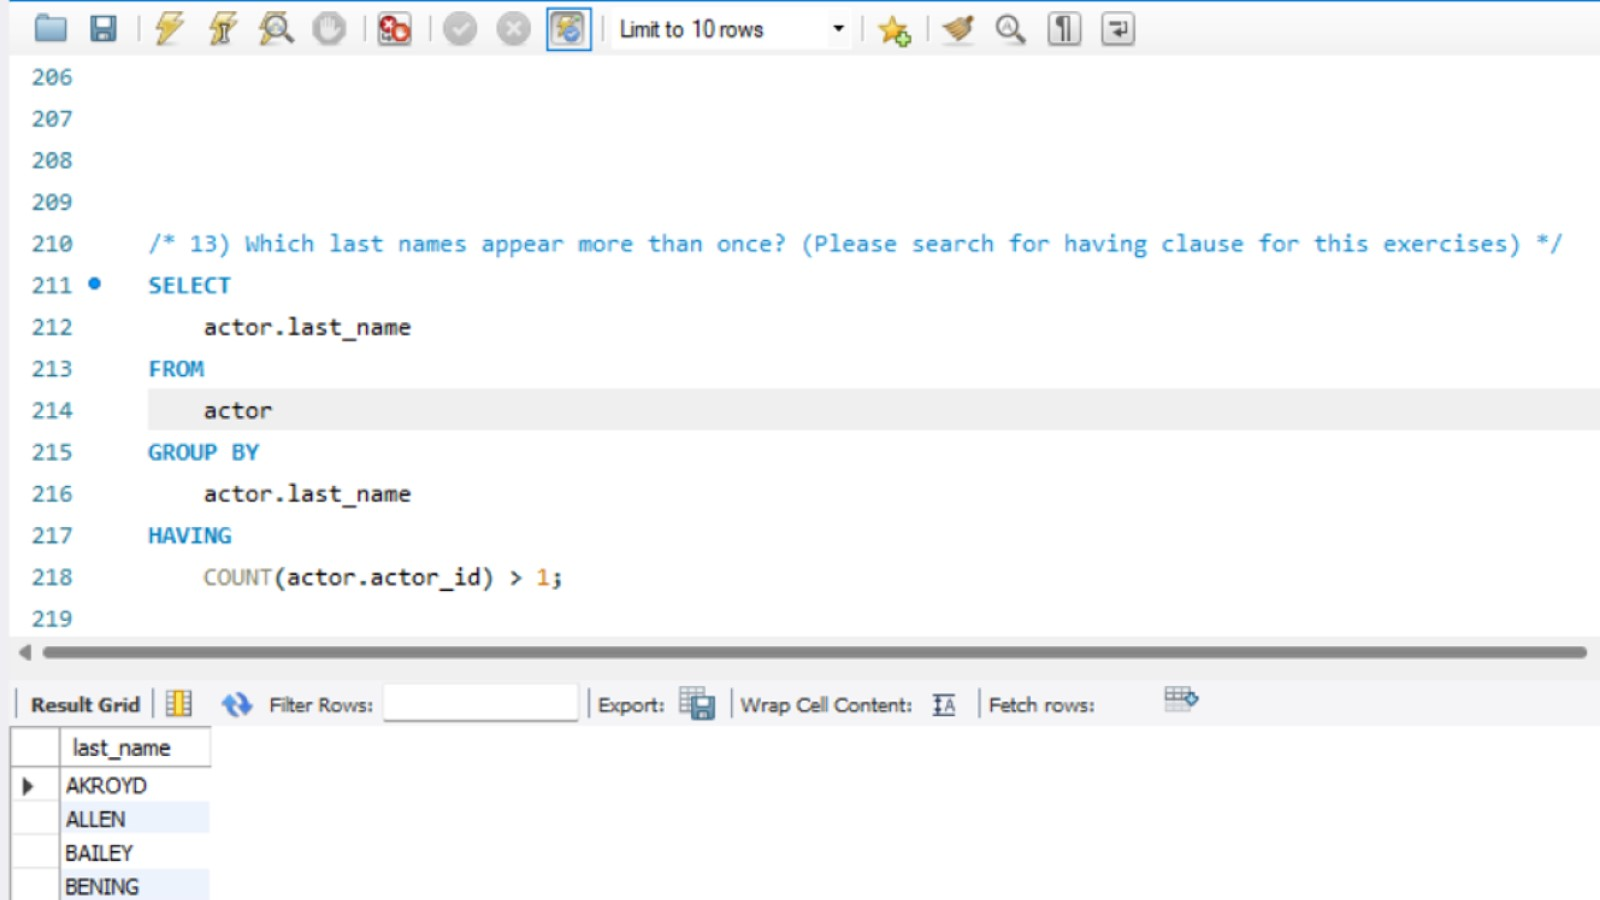 Limit to 10 rows
206
207
208
209
210 /* 13) Which last names appear more than once? (Please search for having clause for this exercises) */
211 SELECT
212 actor.last_name
213 FROM
214 actor
215 GROUP BY
216 actor.last_name
217 HAVING
218 COUNT(actor.actor_id) > 1;
219
Result Grid Filter Rows: Export: Wrap Cell Content: Fetch rows:
last_name
AKROYD
ALLEN
BAILEY
BENING